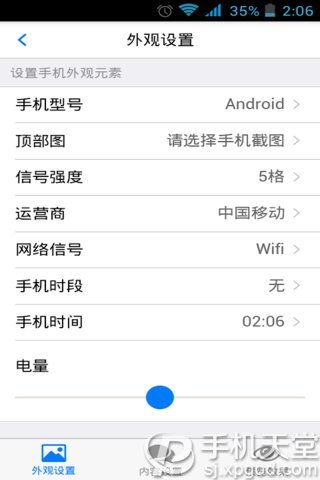 35% 2:06
外观设置
设置手机外观元素
手机型号 Android
顶部图 请选择手机截图
信号强度 5格
运营商 中国移动
网络信号 Wifi
手机时段 无
手机时间 02:06
电量
外观设置 内容设置
手机天堂
sj.xpgod.com